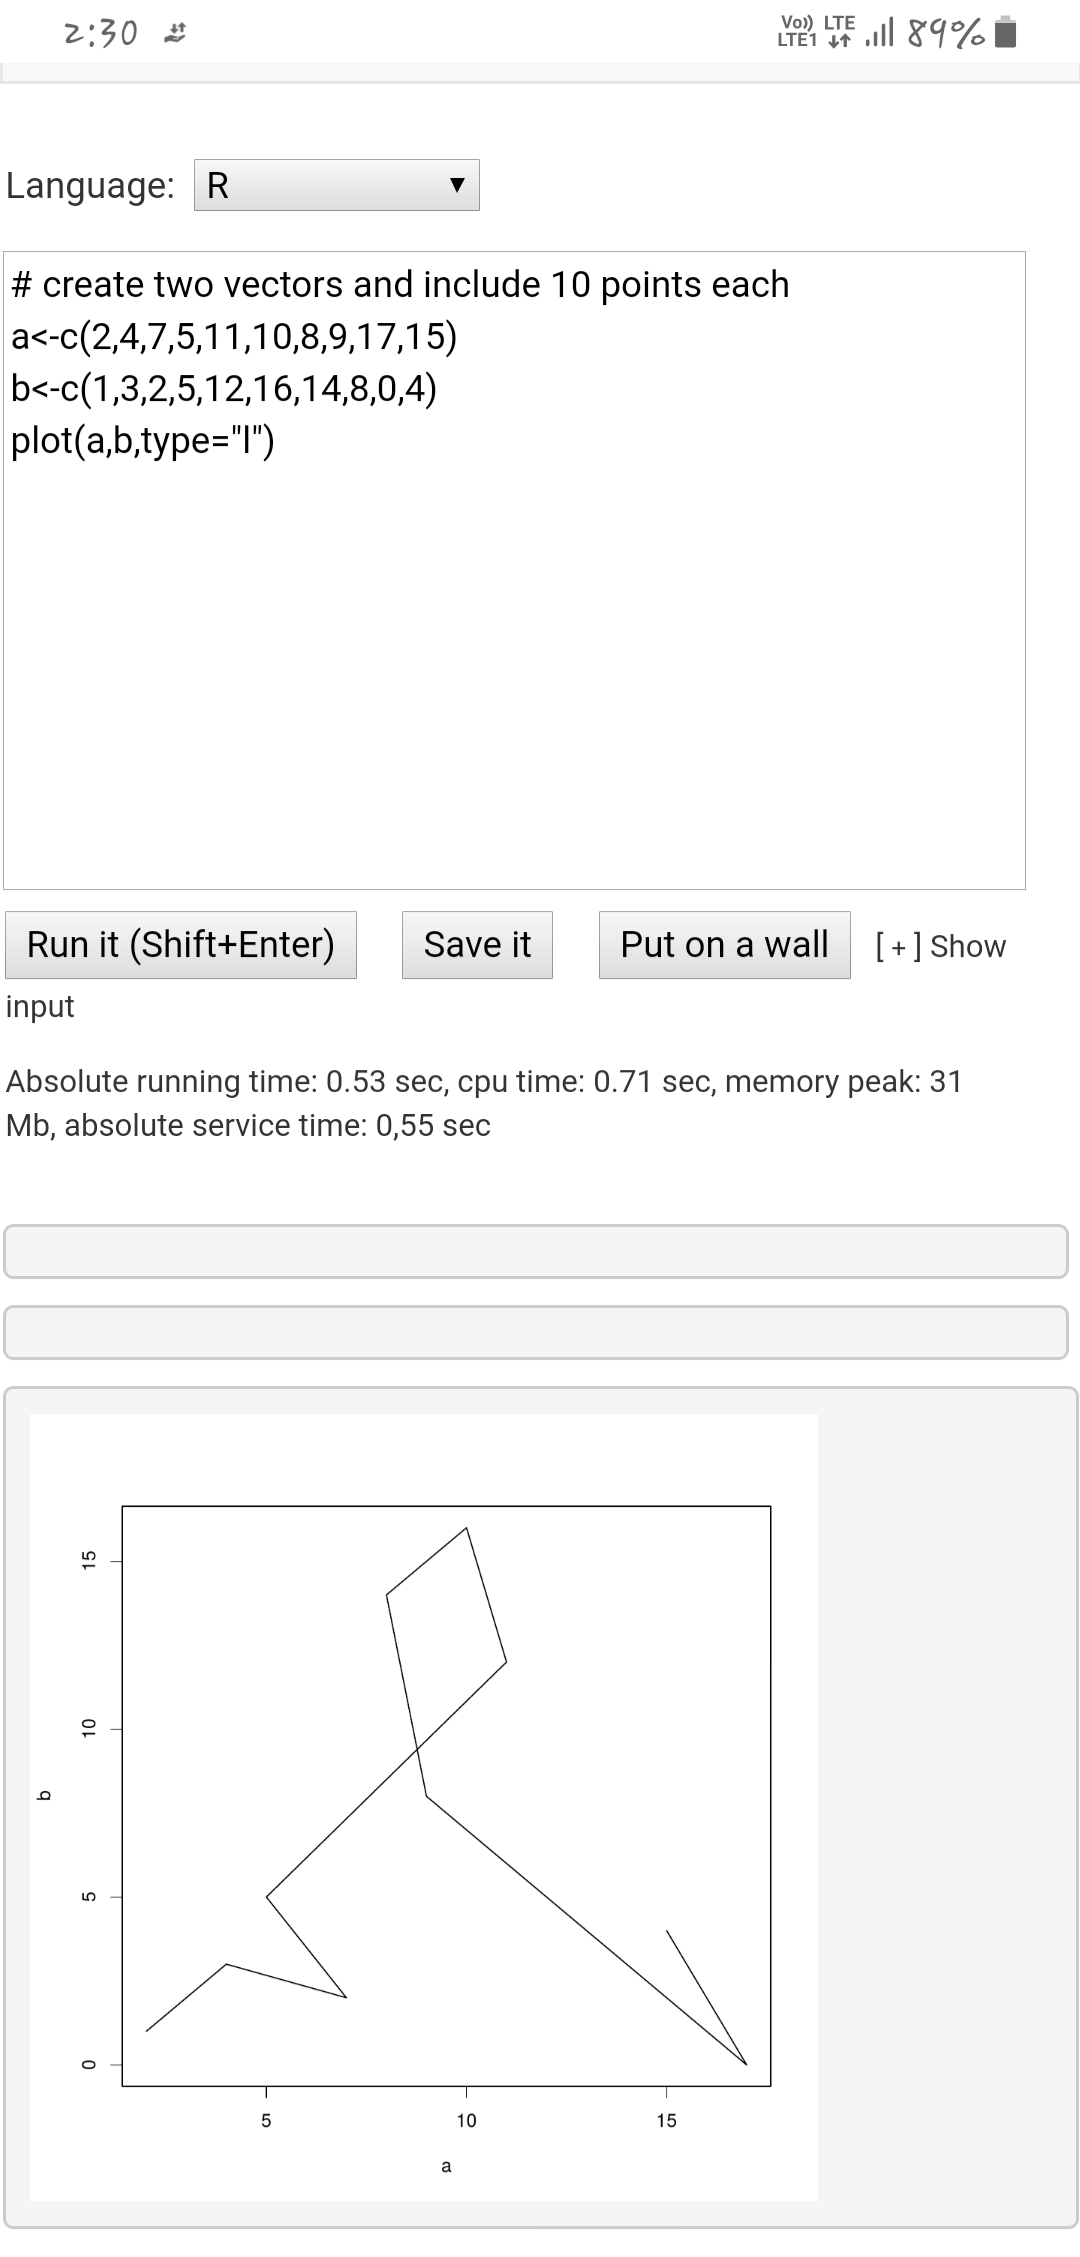 2:30 Vo)) LTE LTE1 89%
Language: R
# create two vectors and include 10 points each
a<-c(2,4,7,5,11,10,8,9,17,15)
b<-c(1,3,2,5,12,16,14,8,0,4)
plot(a,b,type="l")
Run it (Shift+Enter) Save it Put on a wall [ + ] Show
input
Absolute running time: 0.53 sec, cpu time: 0.71 sec, memory peak: 31
Mb, absolute service time: 0,55 sec
15
10
b
5
0
5 10 15
a